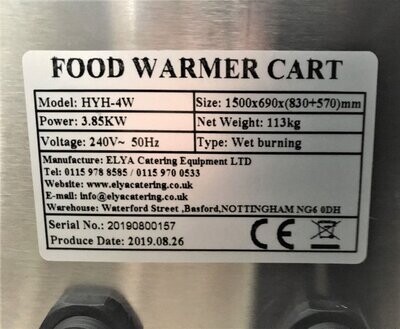 FOOD WARMER CART
Model: HYH-4W Size: 1500x690x(830+570)mm
Power: 3.85KW Net Weight: 113kg
Voltage: 240V~ 50Hz Type: Wet burning
Manufacture: ELYA Catering Equipment LTD
Tel: 0115 978 8585 / 0115 970 0533
Website: www.elyacatering.co.uk
E-mail: info@elyacatering.co.uk
Warehouse: Waterford Street ,Basford,NOTTINGHAM NG6 0DH
Serial No.: 20190800157
Produce Date: 2019.08.26
CE